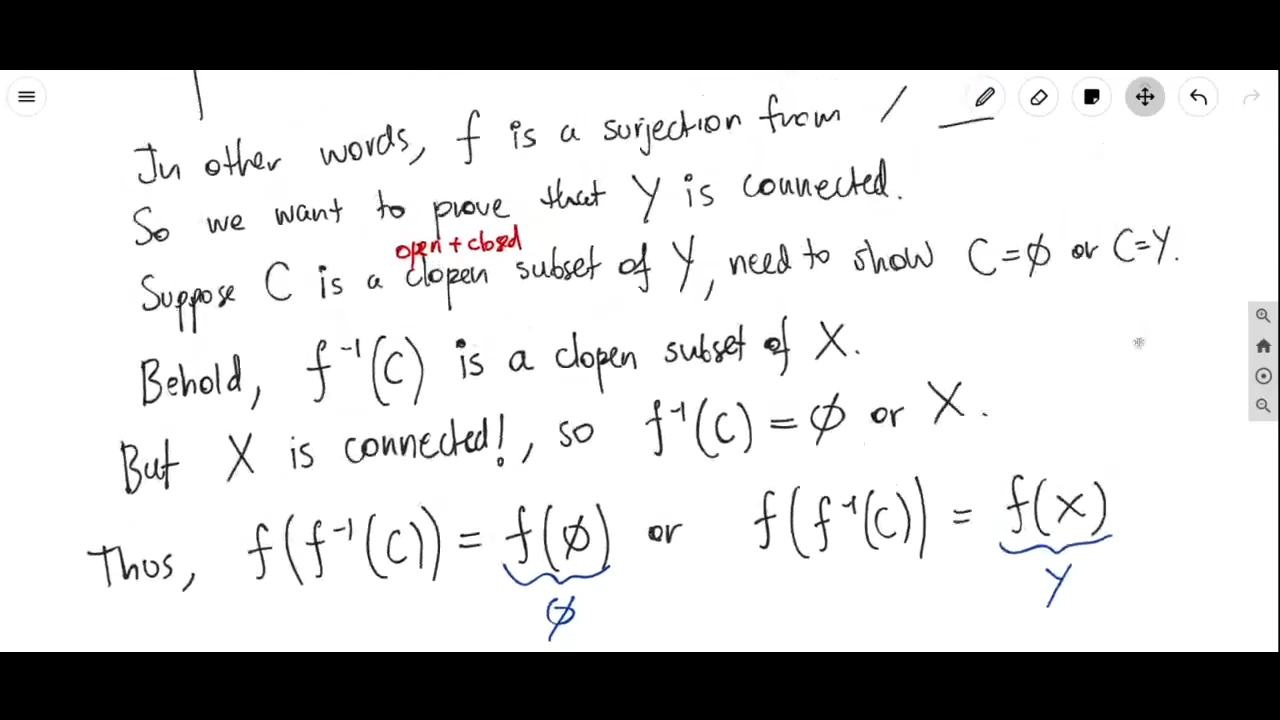 In other words, f is a surjection from
So we want to prove that Y is connected.
open + closed
Suppose C is a clopen subset of Y, need to show C = ∅ or C = Y.
Behold, f⁻¹(C) is a clopen subset of X.
But X is connected!, so f⁻¹(C) = ∅ or X.
Thus, f(f⁻¹(C)) = f(∅) or f(f⁻¹(C)) = f(X)
∅ Y